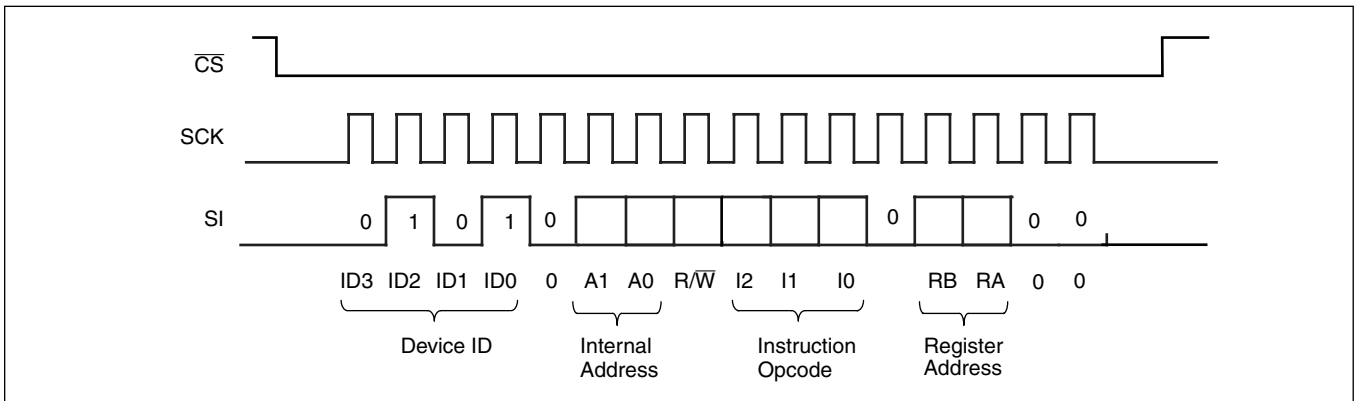 CS
SCK
SI
0 1 0 1 0 0 0 0
ID3 ID2 ID1 ID0 0 A1 A0 R/W I2 I1 I0 RB RA 0 0
Device ID
Internal
Address
Instruction
Opcode
Register
Address